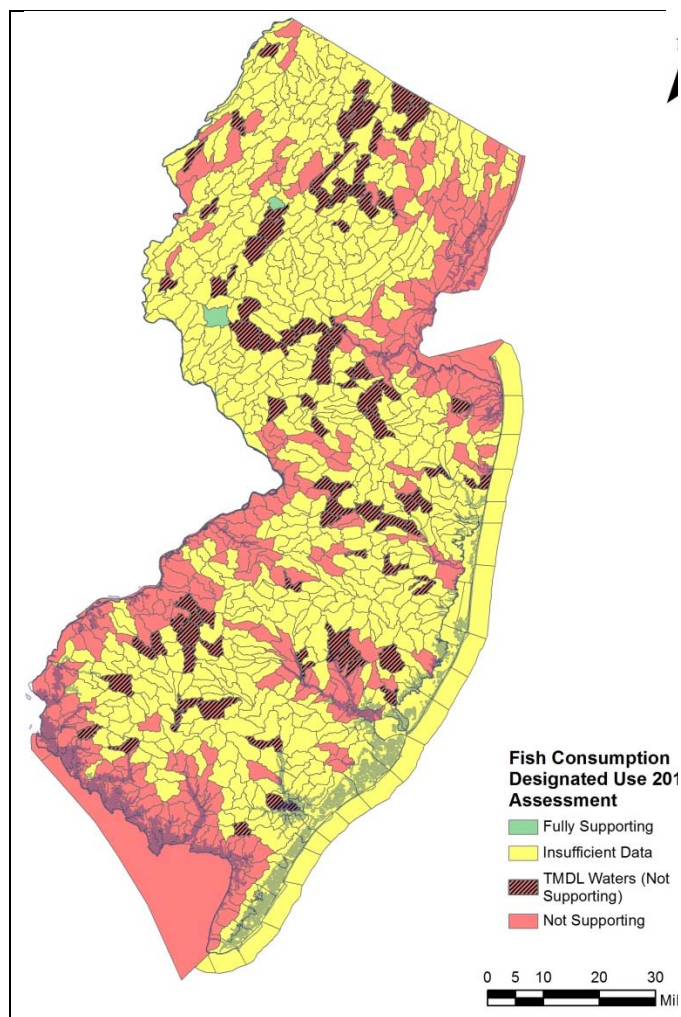 Fish Consumption
Designated Use 201
Assessment
Fully Supporting
Insufficient Data
TMDL Waters (Not
Supporting)
Not Supporting
0 5 10 20 30
Mil